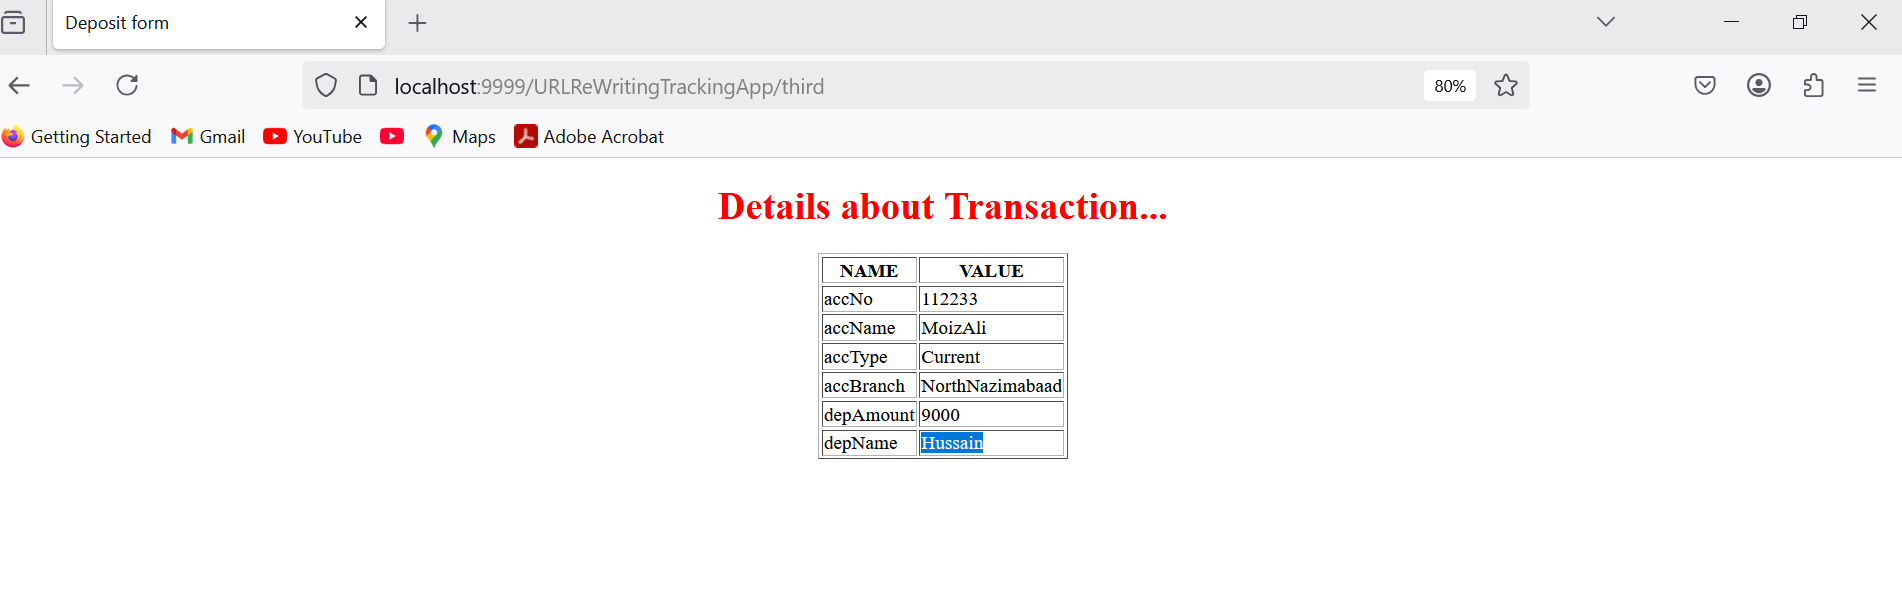 Deposit form
localhost:9999/URLReWritingTrackingApp/third 80%
Getting Started Gmail YouTube Maps Adobe Acrobat
Details about Transaction...
NAME VALUE
accNo 112233
accName MoizAli
accType Current
accBranch NorthNazimabaad
depAmount 9000
depName Hussain